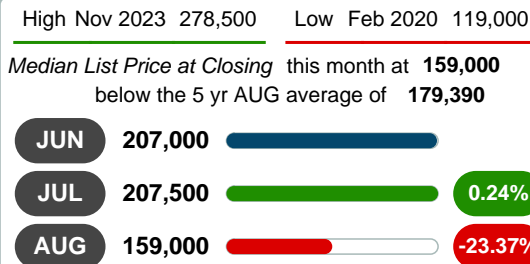 High Nov 2023 278,500 Low Feb 2020 119,000
Median List Price at Closing this month at 159,000
below the 5 yr AUG average of 179,390
JUN 207,000
JUL 207,500 0.24%
AUG 159,000 -23.37%